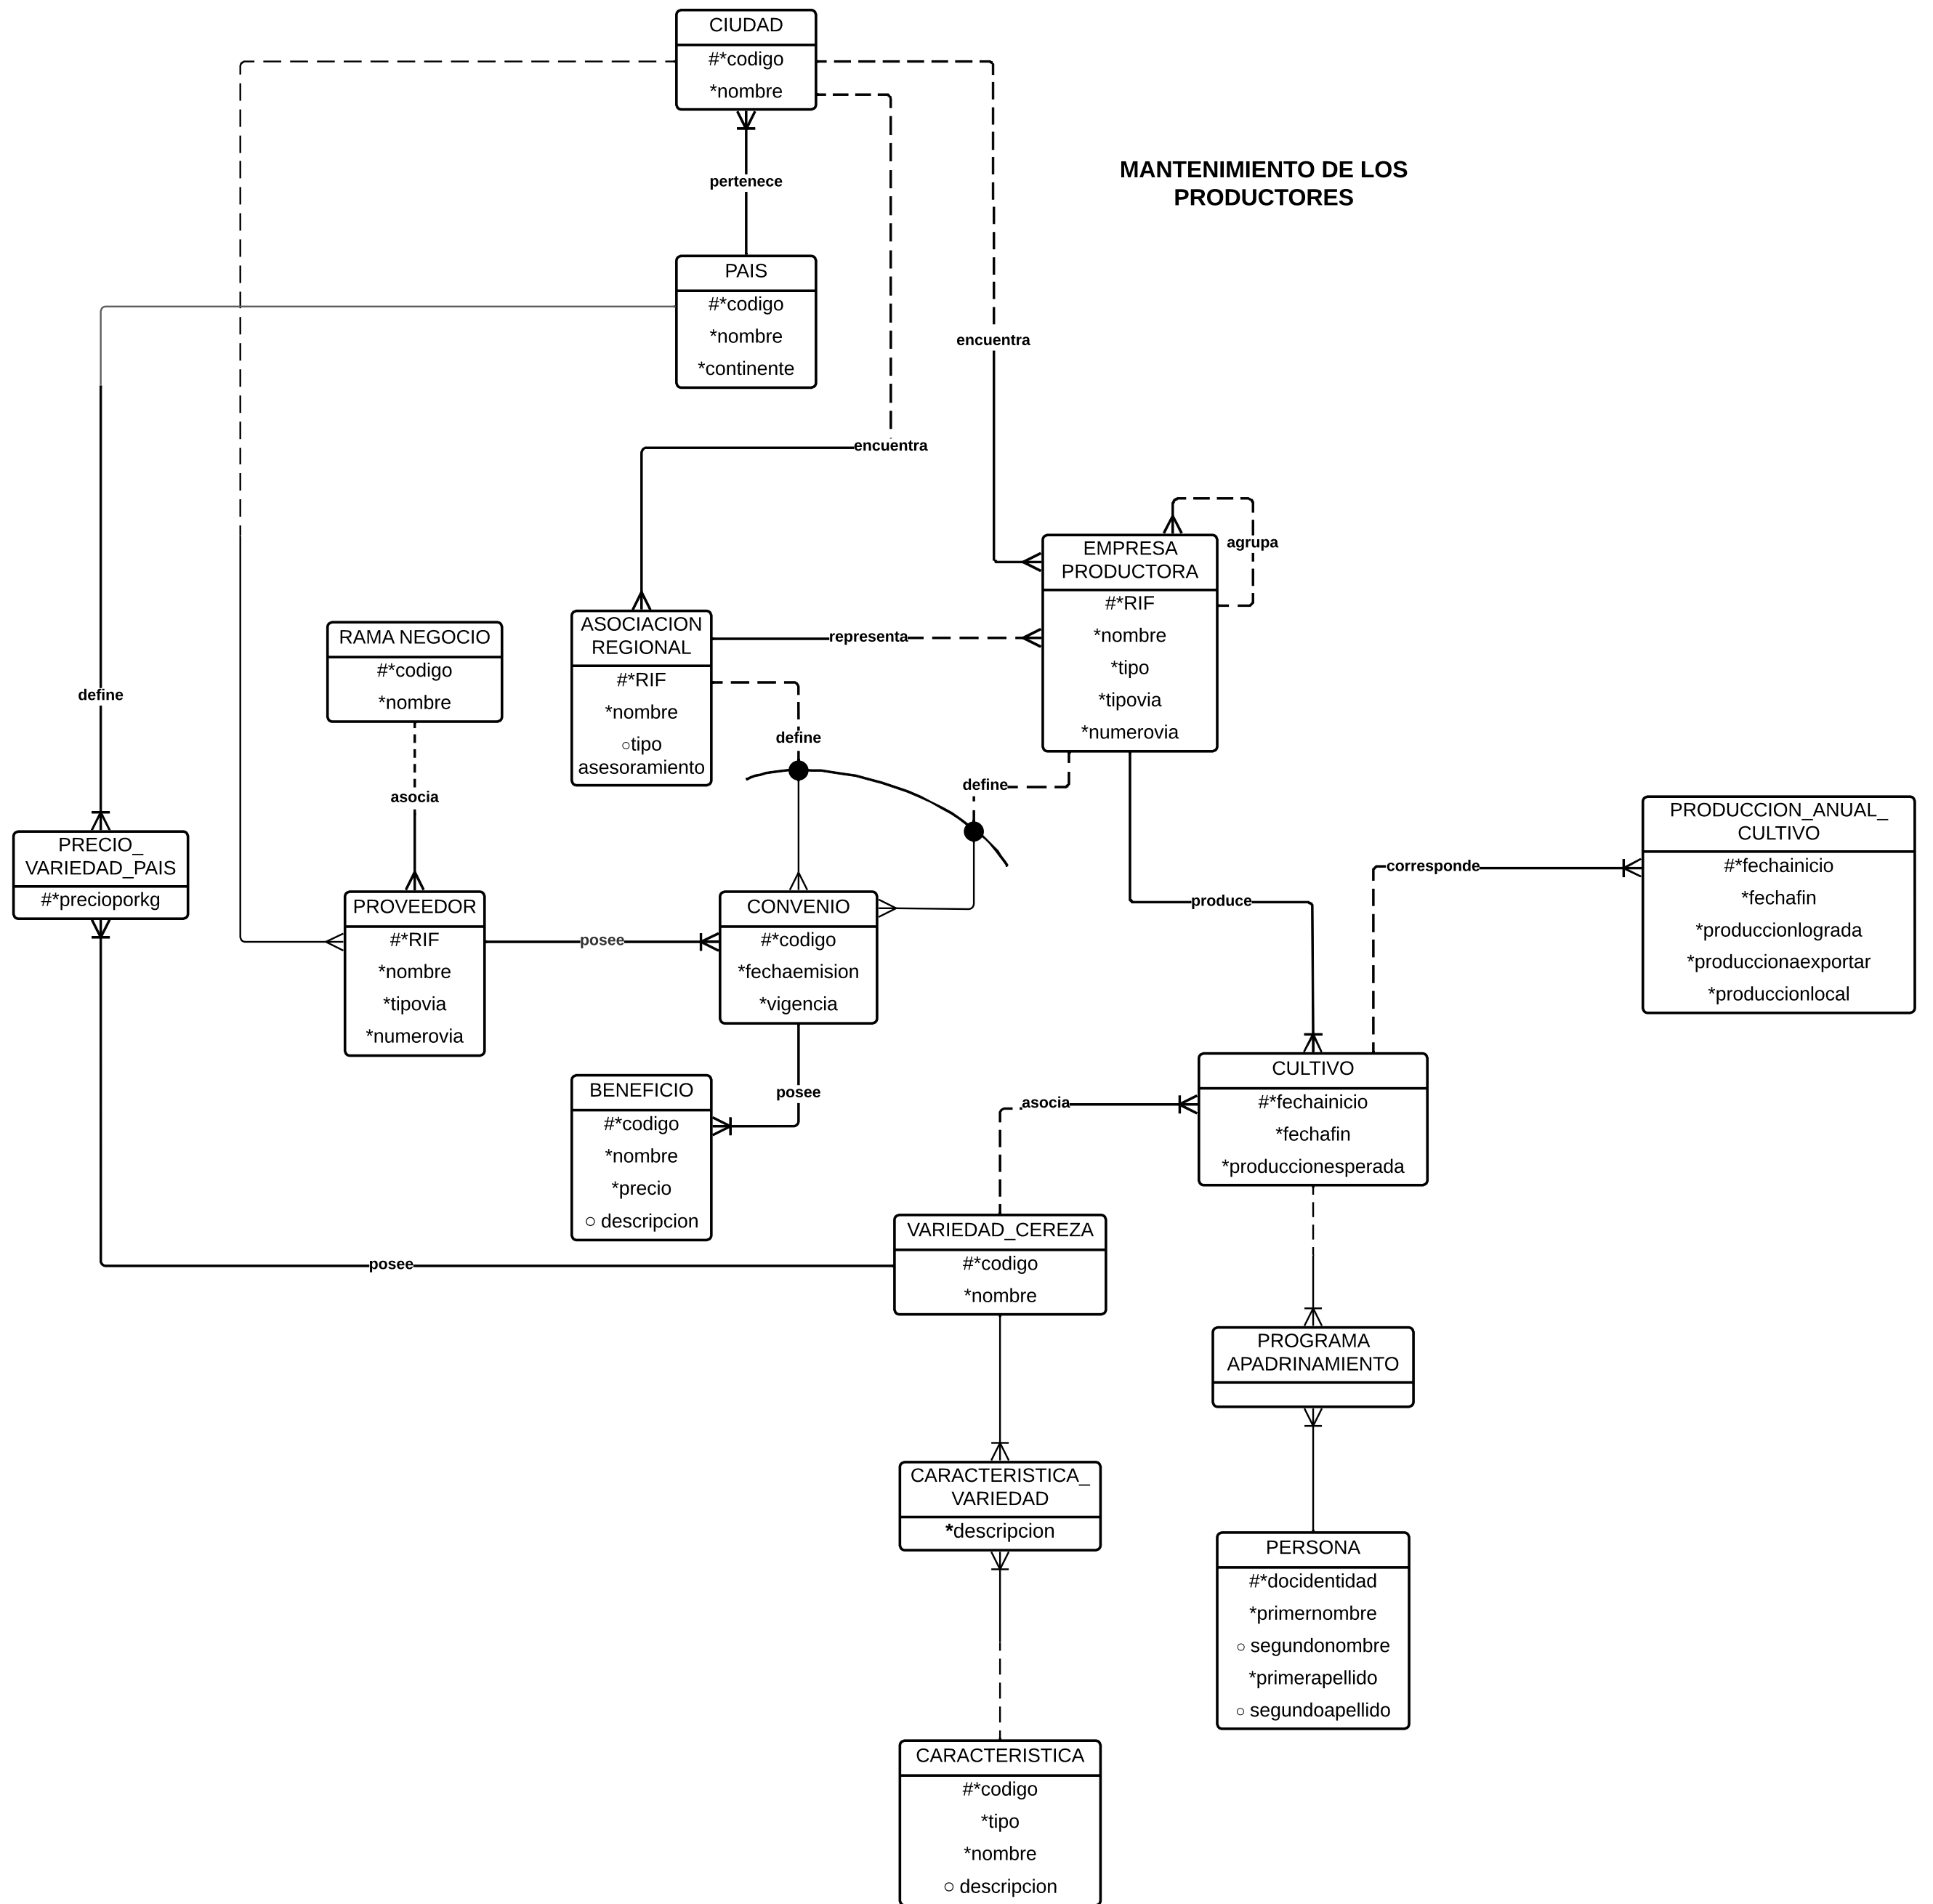 CIUDAD
#*codigo
*nombre
MANTENIMIENTO DE LOS
PRODUCTORES
pertenece
PAIS
#*codigo
*nombre
*continente
encuentra
encuentra
EMPRESA
PRODUCTORA
#*RIF
*nombre
*tipo
*tipovia
*numerovia
agrupa
ASOCIACION
REGIONAL
#*RIF
*nombre
○tipo
asesoramiento
representa
RAMA NEGOCIO
#*codigo
*nombre
define
define
define
asocia
PRECIO_
VARIEDAD_PAIS
#*precioporkg
PROVEEDOR
#*RIF
*nombre
*tipovia
*numerovia
posee
CONVENIO
#*codigo
*fechaemision
*vigencia
produce
corresponde
PRODUCCION_ANUAL_
CULTIVO
#*fechainicio
*fechafin
*produccionlograda
*produccionaexportar
*produccionlocal
BENEFICIO
#*codigo
*nombre
*precio
○ descripcion
posee
asocia
CULTIVO
#*fechainicio
*fechafin
*produccionesperada
posee
VARIEDAD_CEREZA
#*codigo
*nombre
PROGRAMA
APADRINAMIENTO
CARACTERISTICA_
VARIEDAD
*descripcion
PERSONA
#*docidentidad
*primernombre
○ segundonombre
*primerapellido
○ segundoapellido
CARACTERISTICA
#*codigo
*tipo
*nombre
○ descripcion